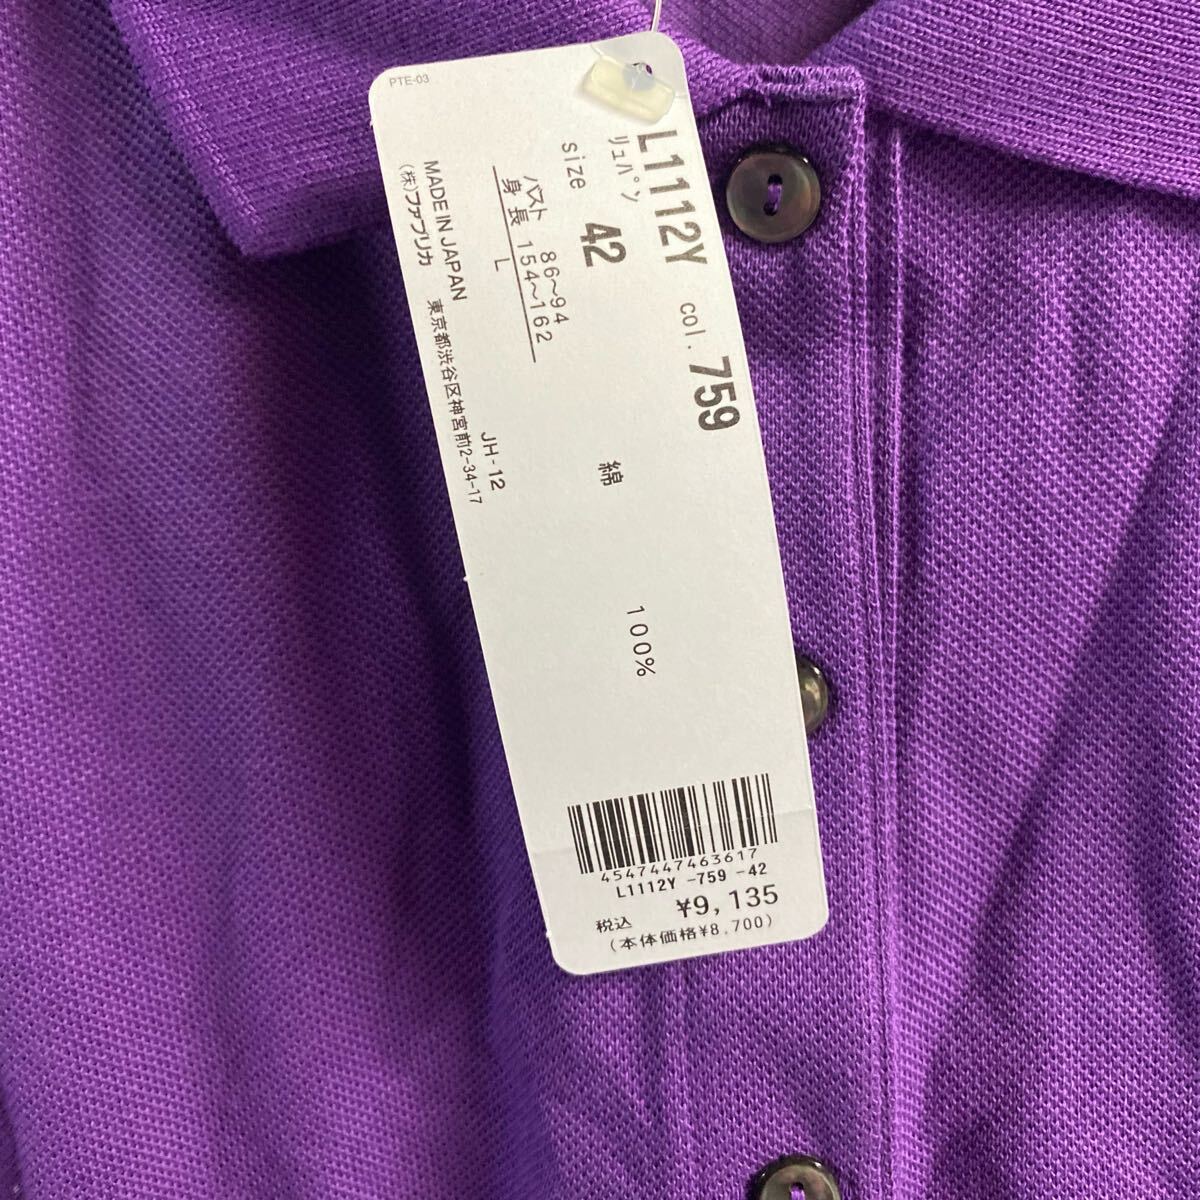 PTE-03
L1112Y col. 759
リュパン
size 42 綿 100%
バスト 86〜94
身長 154〜162
L
JH-12
MADE IN JAPAN
(株)ファブリカ 東京都渋谷区神宮前2-34-17
4547447463617
L1112Y -759 -42
税込 ¥9,135
(本体価格¥8,700)